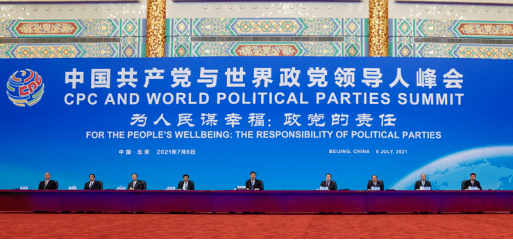 CPC
中国共产党与世界政党领导人峰会
CPC AND WORLD POLITICAL PARTIES SUMMIT
为人民谋幸福：政党的责任
FOR THE PEOPLE'S WELLBEING: THE RESPONSIBILITY OF POLITICAL PARTIES
中国·北京 2021年7月6日 BEIJING, CHINA 6 JULY, 2021